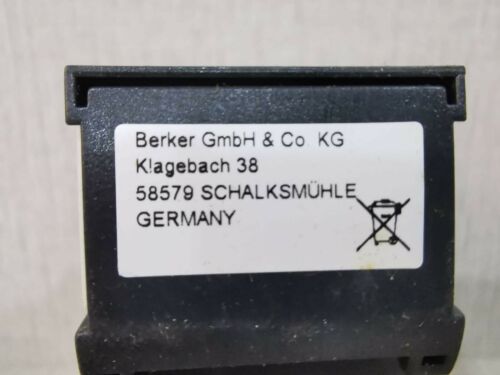 Berker GmbH & Co. KG
Klagebach 38
58579 SCHALKSMÜHLE
GERMANY